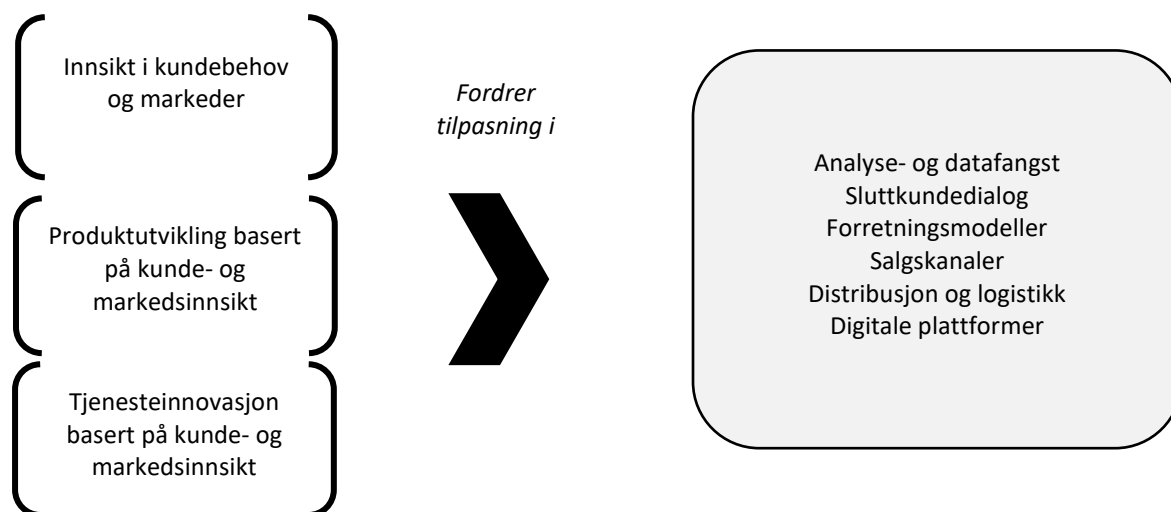 Innsikt i kundebehov
og markeder
Produktutvikling basert
på kunde- og
markedsinnsikt
Tjenesteinnovasjon
basert på kunde- og
markedsinnsikt
Fordrer
tilpasning i
Analyse- og datafangst
Sluttkundedialog
Forretningsmodeller
Salgskanaler
Distribusjon og logistikk
Digitale plattformer